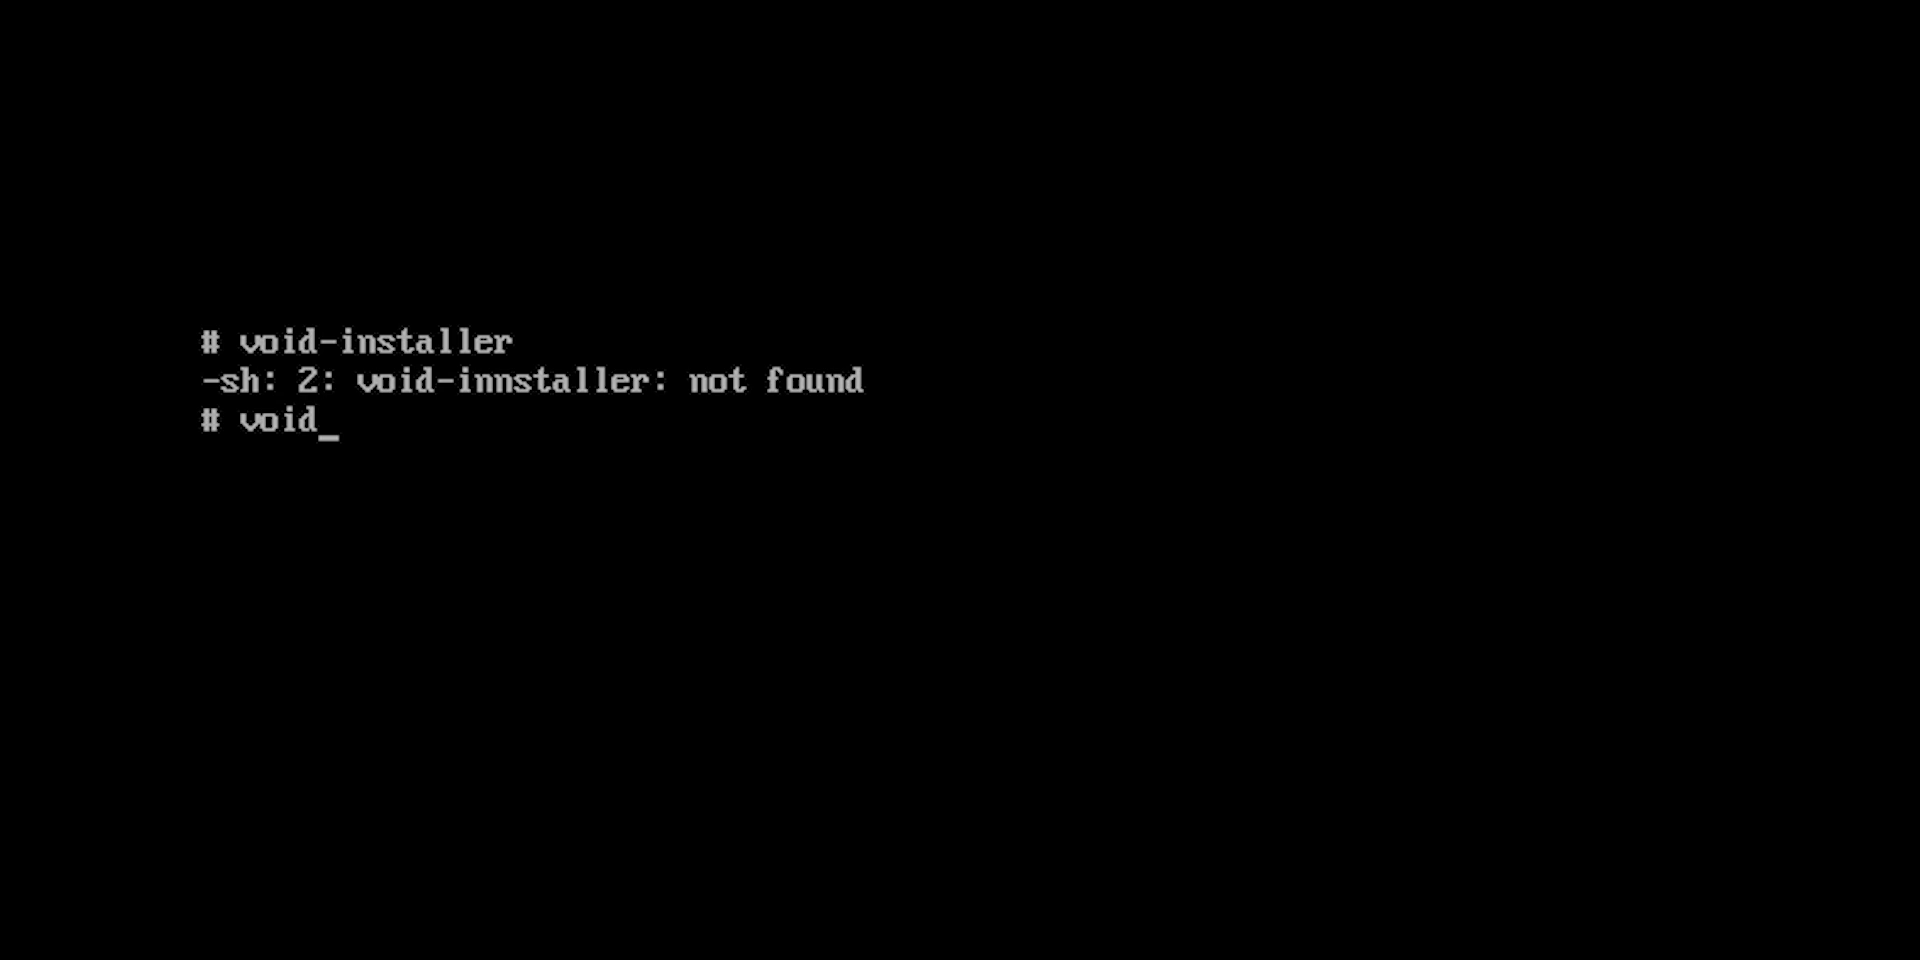 # void-installer
-sh: 2: void-innstaller: not found
# void_